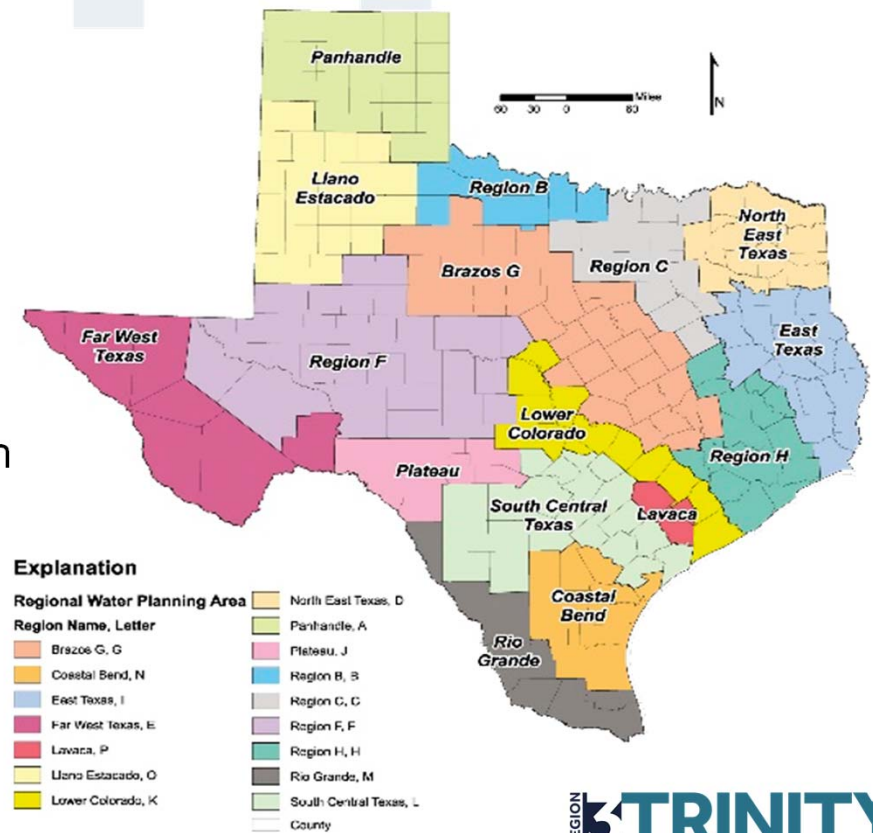 Panhandle
60 30 0 60 Miles
N
Llano
Estacado
Region B
North
East
Texas
Brazos G
Region C
Far West
Texas
Region F
East
Texas
Lower
Colorado
n
Plateau
Region H
South Central
Texas
Lavaca
Coastal
Bend
Rio
Grande
Explanation
Regional Water Planning Area
Region Name, Letter
Brazos G, G
Coastal Bend, N
East Texas, I
Far West Texas, E
Lavaca, P
Llano Estacado, O
Lower Colorado, K
North East Texas, D
Panhandle, A
Plateau, J
Region B, B
Region C, C
Region F, F
Region H, H
Rio Grande, M
South Central Texas, L
County
REGION
3 TRINITY